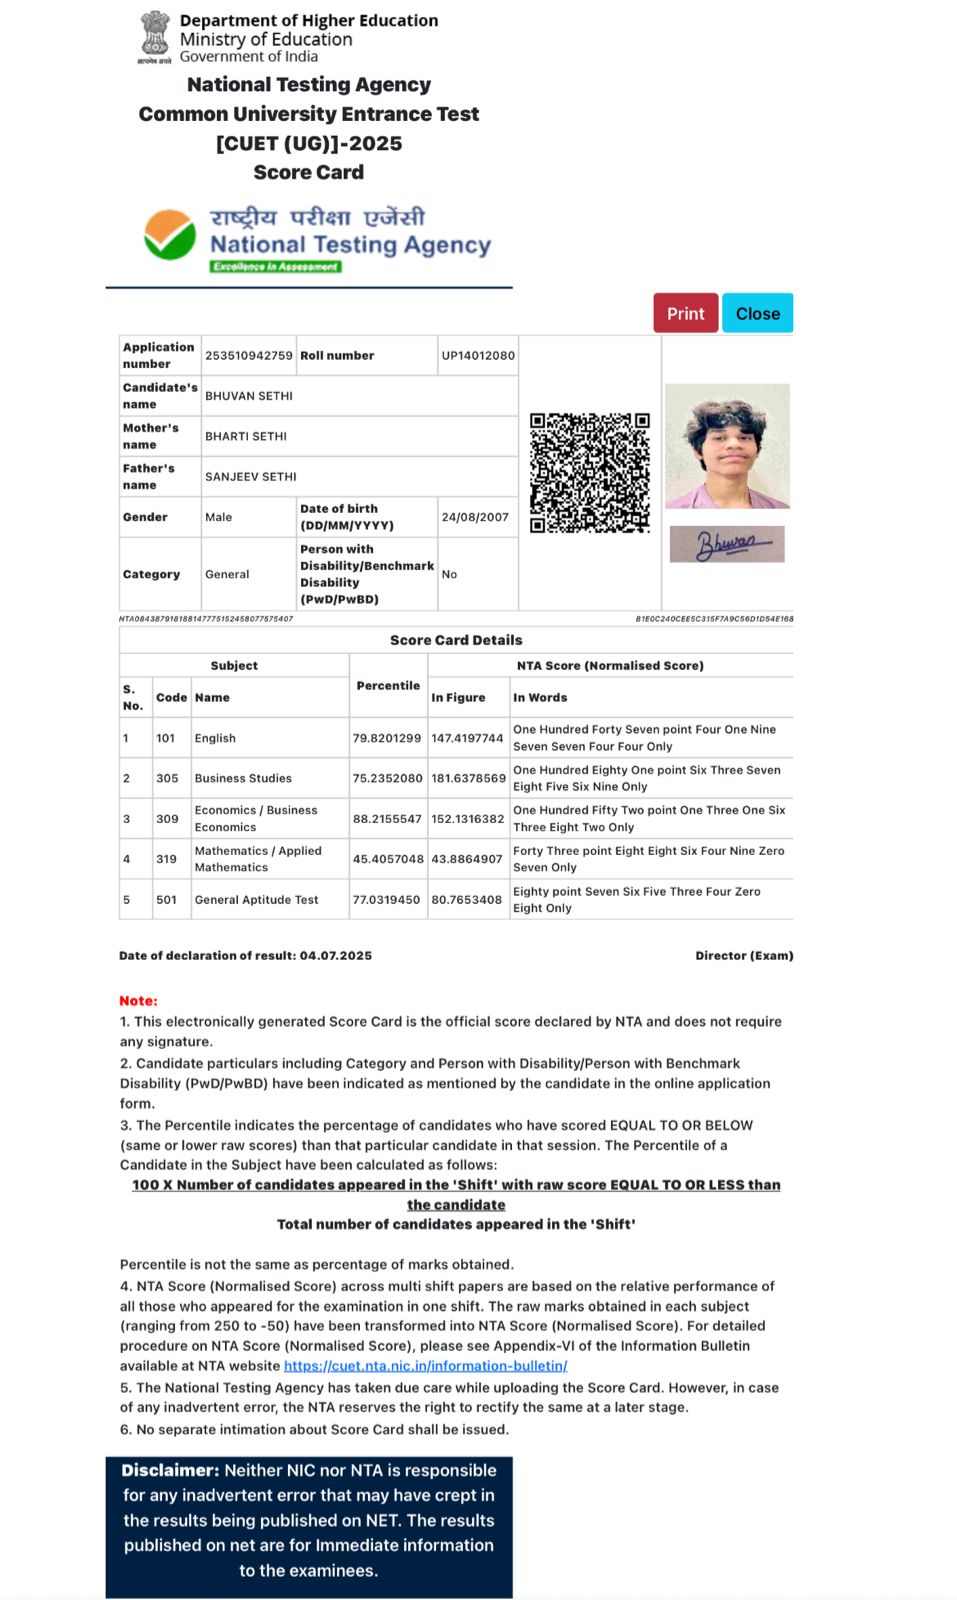 Department of Higher Education
Ministry of Education
Government of India
सत्यमेव जयते
National Testing Agency
Common University Entrance Test
[CUET (UG)]-2025
Score Card
राष्ट्रीय परीक्षा एजेंसी
National Testing Agency
Excellence in Assessment
Print Close
Application number 253510942759 Roll number UP14012080
Candidate's name BHUVAN SETHI
Mother's name BHARTI SETHI
Father's name SANJEEV SETHI
Gender Male Date of birth (DD/MM/YYYY) 24/08/2007
Category General Person with Disability/Benchmark Disability (PwD/PwBD) No
Bhuvan
NTA08438791818814777515245807757540​7 B1E0C240CEE5C315F7A9C56D1D54E168
Score Card Details
Subject Percentile NTA Score (Normalised Score)
S. No. Code Name In Figure In Words
1 101 English 79.8201299 147.4197744 One Hundred Forty Seven point Four One Nine Seven Seven Four Four Only
2 305 Business Studies 75.2352080 181.6378569 One Hundred Eighty One point Six Three Seven Eight Five Six Nine Only
3 309 Economics / Business Economics 88.2155547 152.1316382 One Hundred Fifty Two point One Three One Six Three Eight Two Only
4 319 Mathematics / Applied Mathematics 45.4057048 43.8864907 Forty Three point Eight Eight Six Four Nine Zero Seven Only
5 501 General Aptitude Test 77.0319450 80.7653408 Eighty point Seven Six Five Three Four Zero Eight Only
Date of declaration of result: 04.07.2025 Director (Exam)
Note:
1. This electronically generated Score Card is the official score declared by NTA and does not require
any signature.
2. Candidate particulars including Category and Person with Disability/Person with Benchmark
Disability (PwD/PwBD) have been indicated as mentioned by the candidate in the online application
form.
3. The Percentile indicates the percentage of candidates who have scored EQUAL TO OR BELOW
(same or lower raw scores) than that particular candidate in that session. The Percentile of a
Candidate in the Subject have been calculated as follows:
100 X Number of candidates appeared in the 'Shift' with raw score EQUAL TO OR LESS than
the candidate
Total number of candidates appeared in the 'Shift'
Percentile is not the same as percentage of marks obtained.
4. NTA Score (Normalised Score) across multi shift papers are based on the relative performance of
all those who appeared for the examination in one shift. The raw marks obtained in each subject
(ranging from 250 to -50) have been transformed into NTA Score (Normalised Score). For detailed
procedure on NTA Score (Normalised Score), please see Appendix-VI of the Information Bulletin
available at NTA website https://cuet.nta.nic.in/information-bulletin/
5. The National Testing Agency has taken due care while uploading the Score Card. However, in case
of any inadvertent error, the NTA reserves the right to rectify the same at a later stage.
6. No separate intimation about Score Card shall be issued.
Disclaimer: Neither NIC nor NTA is responsible
for any inadvertent error that may have crept in
the results being published on NET. The results
published on net are for Immediate information
to the examinees.